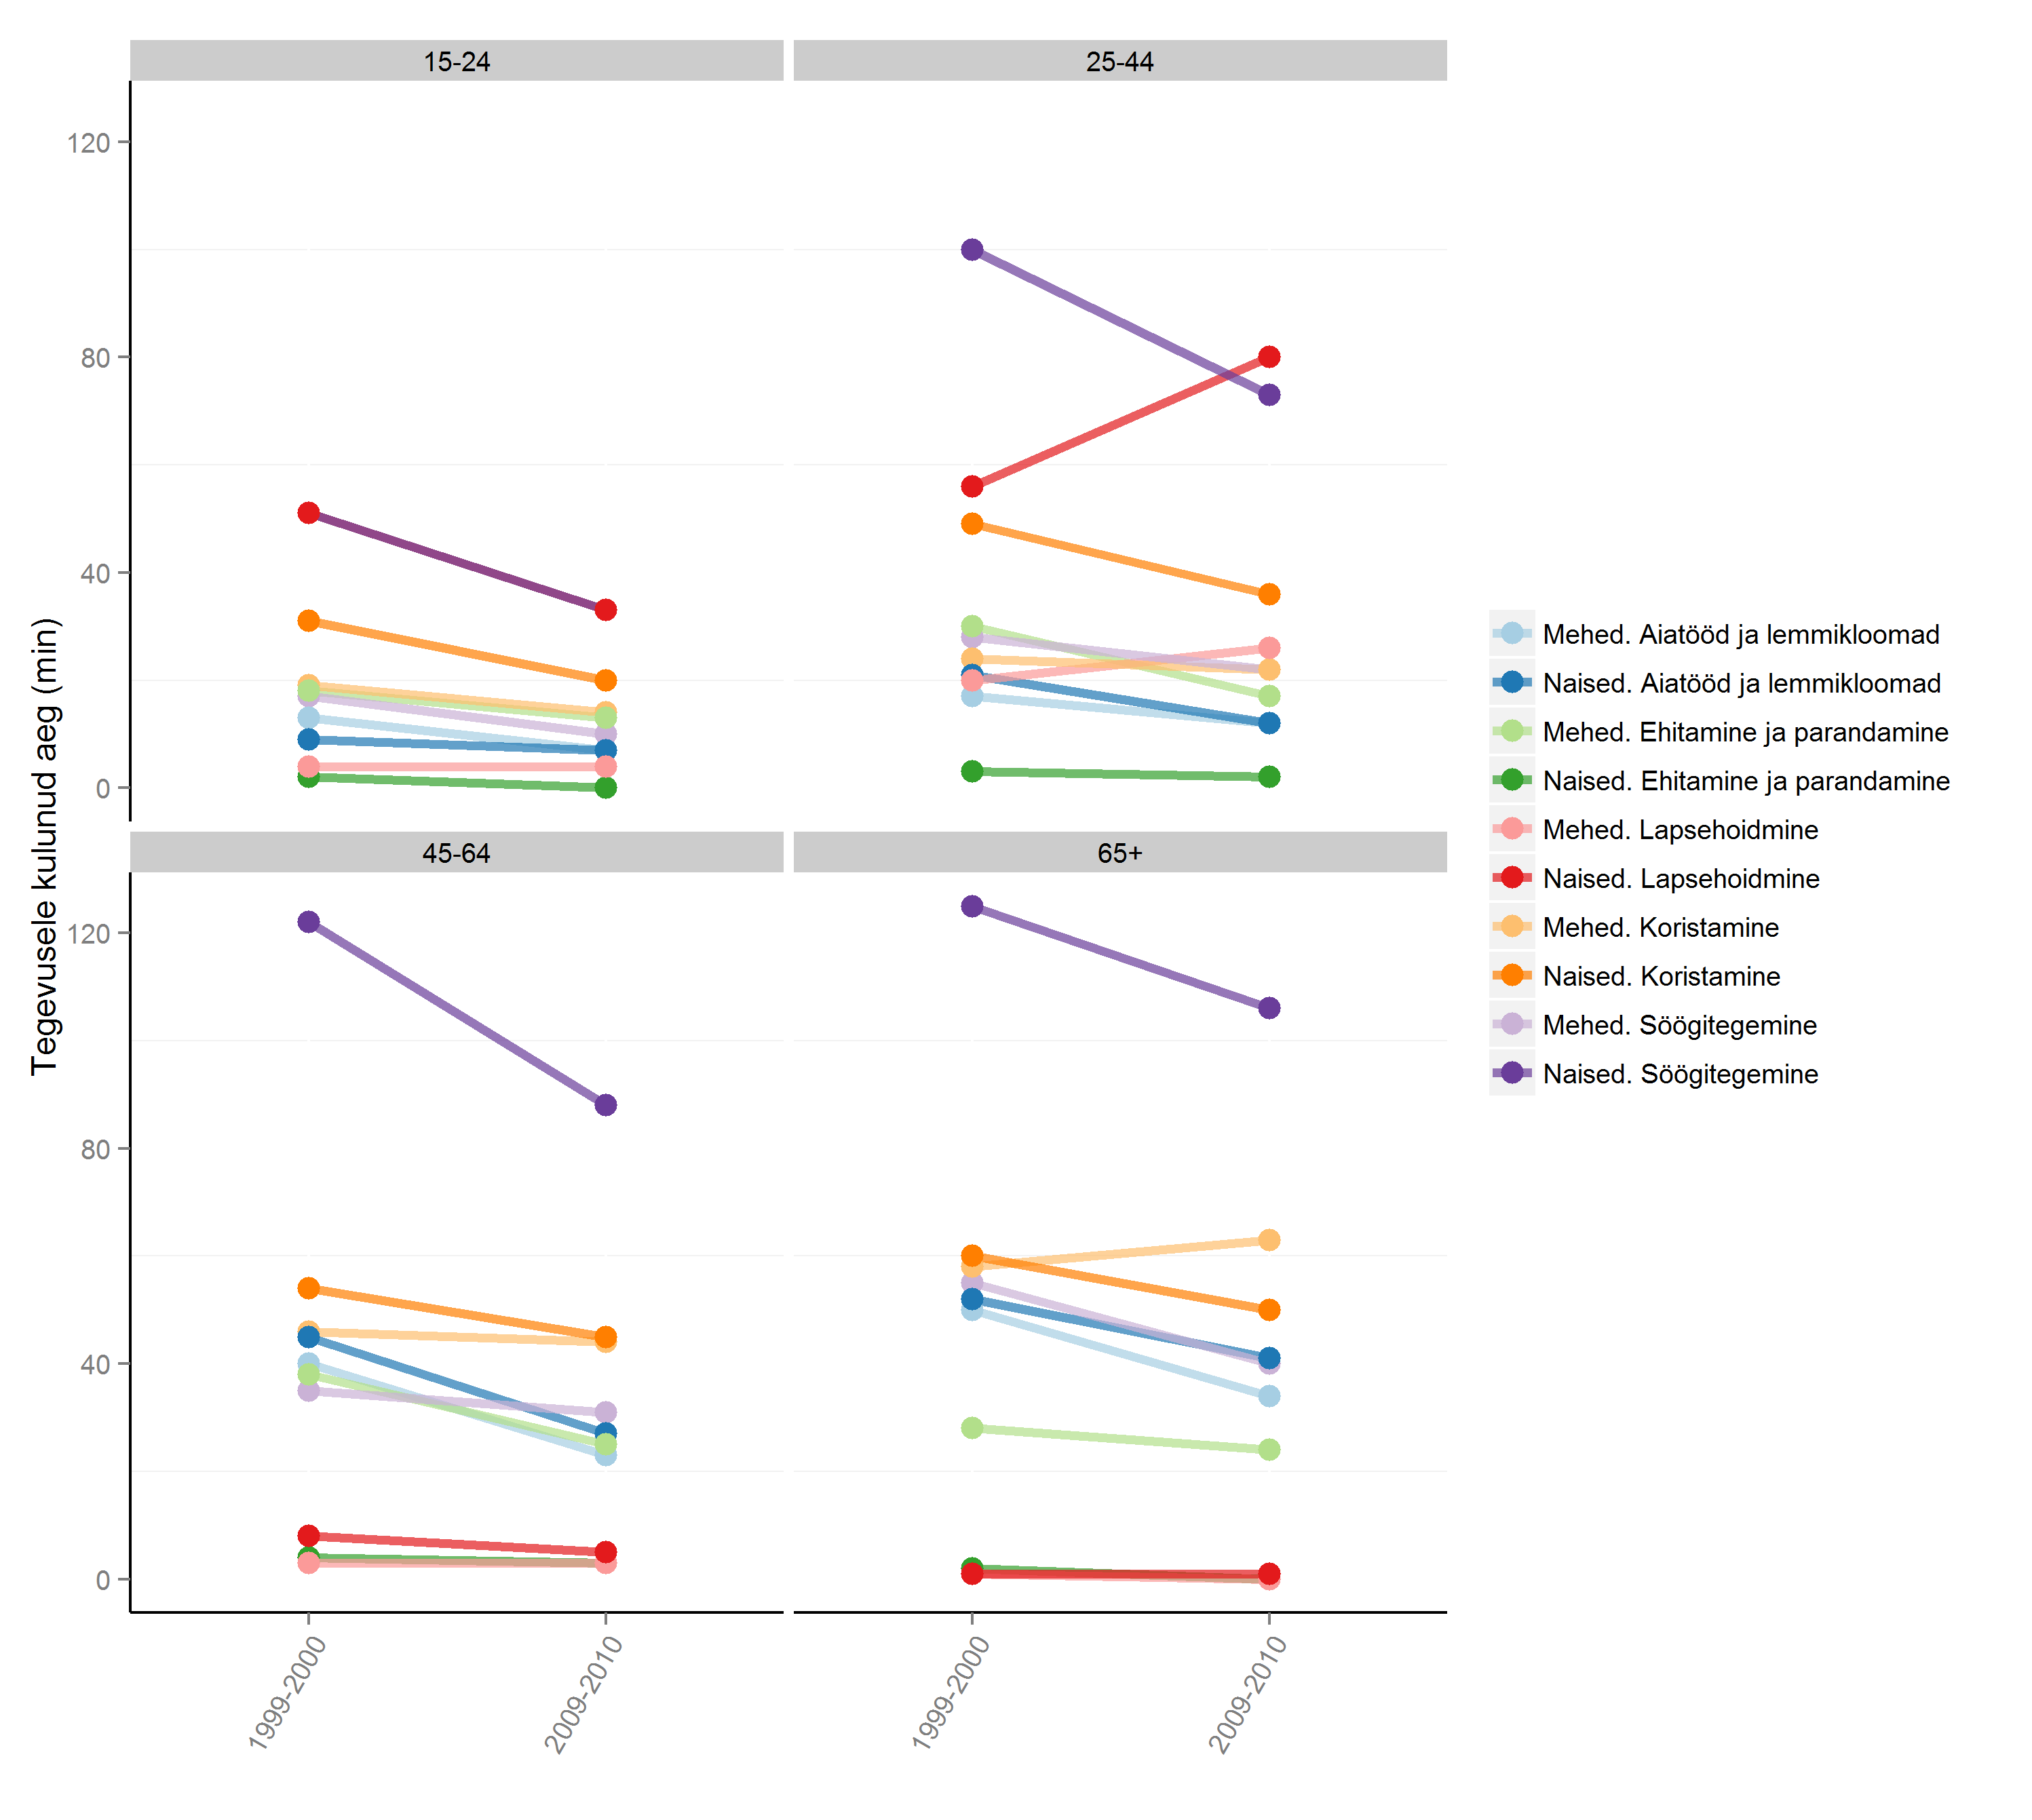 15-24
25-44
120
80
40
0
45-64
65+
120
80
40
0
1999-2000
2009-2010
1999-2000
2009-2010
Tegevusele kulunud aeg (min)
Mehed. Aiatööd ja lemmikloomad
Naised. Aiatööd ja lemmikloomad
Mehed. Ehitamine ja parandamine
Naised. Ehitamine ja parandamine
Mehed. Lapsehoidmine
Naised. Lapsehoidmine
Mehed. Koristamine
Naised. Koristamine
Mehed. Söögitegemine
Naised. Söögitegemine